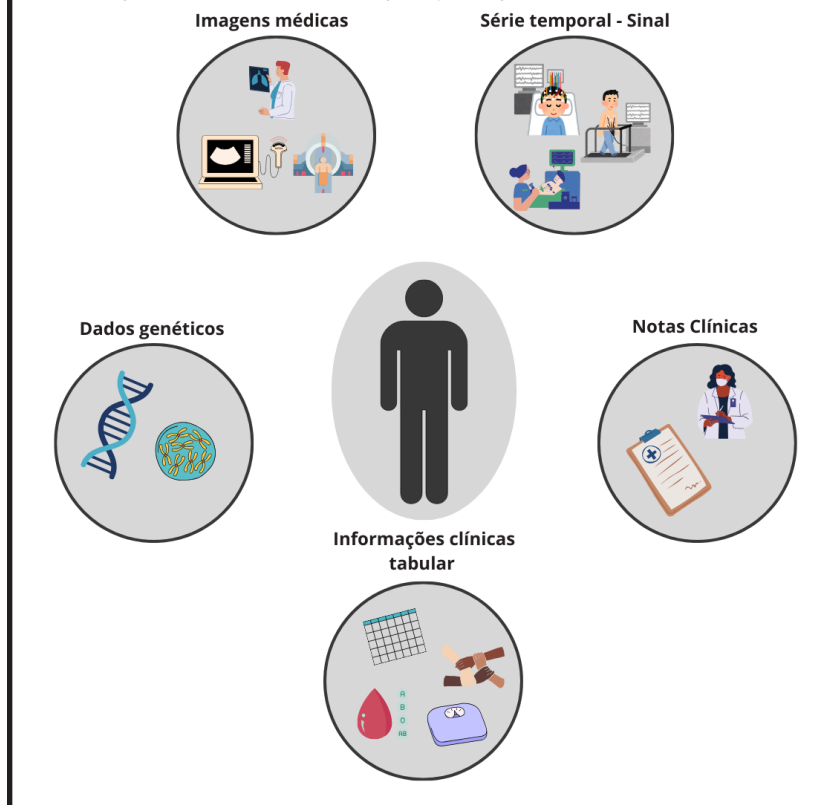 Imagens médicas
Série temporal - Sinal
Dados genéticos
Notas Clínicas
Informações clínicas
tabular
A
B
O
AB